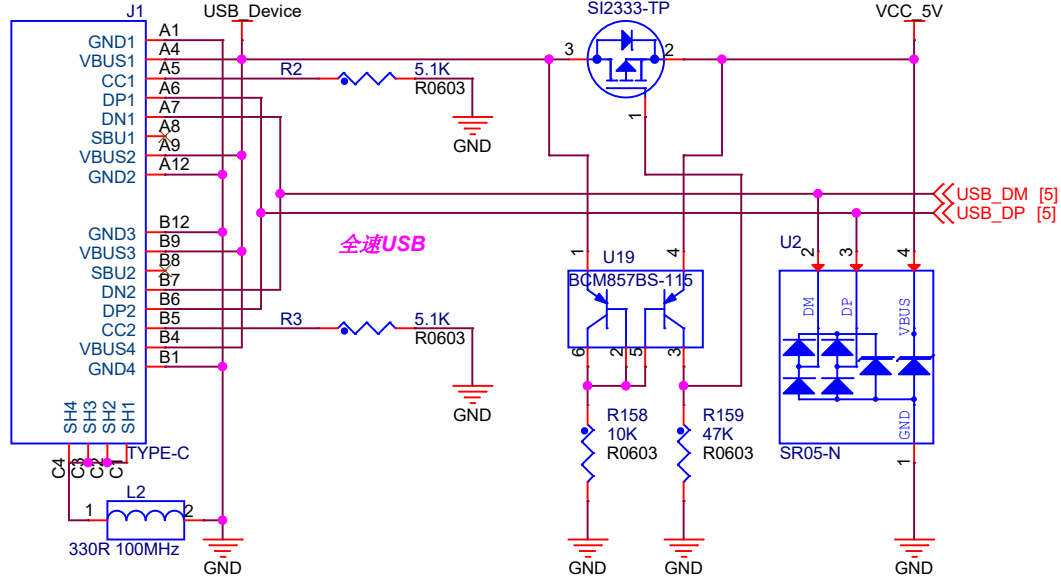 J1
USB_Device
SI2333-TP
VCC_5V
GND1 A1
VBUS1 A4
CC1 A5
DP1 A6
DN1 A7
SBU1 A8
VBUS2 A9
GND2 A12
GND3 B12
VBUS3 B9
SBU2 B8
DN2 B7
DP2 B6
CC2 B5
VBUS4 B4
GND4 B1
SH4 SH3 SH2 SH1
C4 C3 C2 C1
TYPE-C
R2 5.1K
R0603
GND
3 2
1
USB_DM [5]
USB_DP [5]
全速USB
R3 5.1K
R0603
GND
1 4
U19
BCM857BS-115
6 2 5 3
R158
10K
R0603
R159
47K
R0603
GND
GND
U2
2 3 4
DM DP VBUS
GND
SR05-N
1
GND
L2
1 2
330R 100MHz
GND